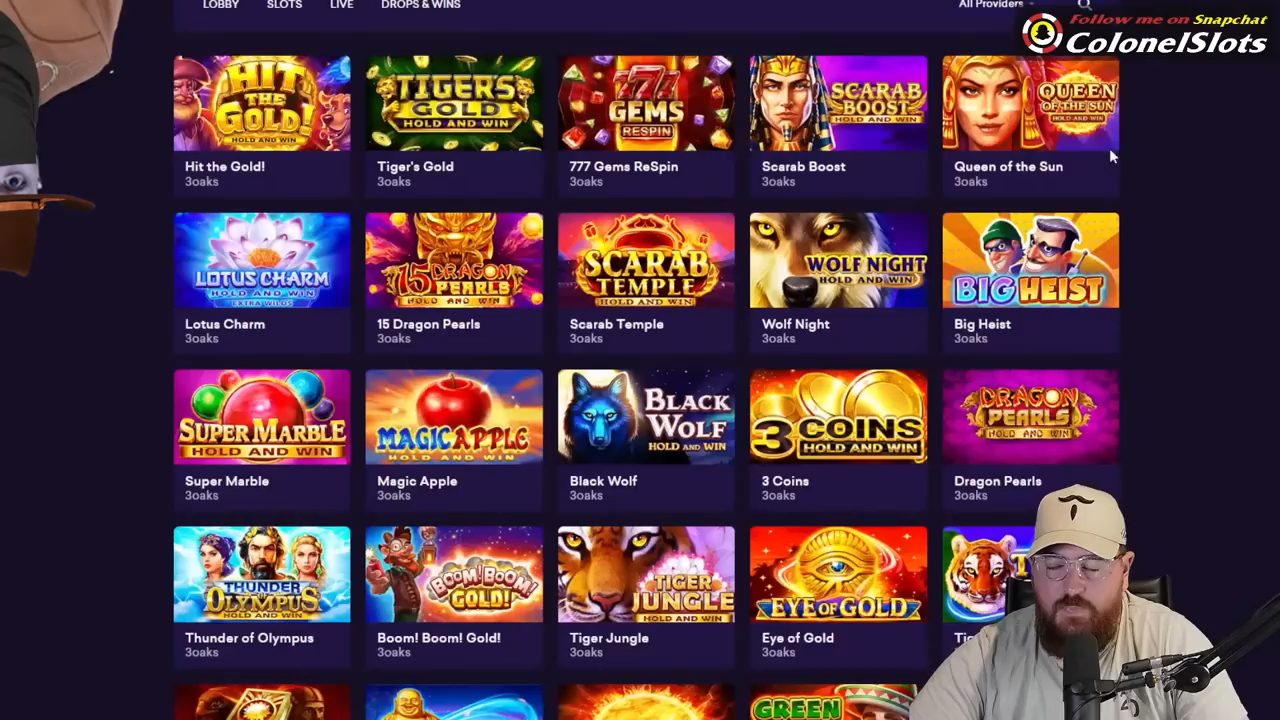 LOBBY SLOTS LIVE DROPS & WINS All Providers
Follow me on Snapchat
ColonelSlots
HIT THE GOLD! HOLD AND WIN
TIGER'S GOLD HOLD AND WIN
777 GEMS RESPIN
SCARAB BOOST HOLD AND WIN
QUEEN OF THE SUN HOLD AND WIN
Hit the Gold! Tiger's Gold 777 Gems ReSpin Scarab Boost Queen of the Sun
3oaks 3oaks 3oaks 3oaks 3oaks
LOTUS CHARM HOLD AND WIN EXTRA WILDS
15 DRAGON PEARLS HOLD AND WIN
SCARAB TEMPLE HOLD AND WIN
WOLF NIGHT HOLD AND WIN
BIG HEIST
Lotus Charm 15 Dragon Pearls Scarab Temple Wolf Night Big Heist
3oaks 3oaks 3oaks 3oaks 3oaks
SUPER MARBLE HOLD AND WIN
MAGIC APPLE HOLD AND WIN
BLACK WOLF HOLD AND WIN
3 COINS HOLD AND WIN
DRAGON PEARLS HOLD AND WIN
Super Marble Magic Apple Black Wolf 3 Coins Dragon Pearls
3oaks 3oaks 3oaks 3oaks 3oaks
THUNDER OF OLYMPUS HOLD AND WIN
BOOM! BOOM! GOLD!
TIGER JUNGLE HOLD AND WIN
EYE OF GOLD
Thunder of Olympus Boom! Boom! Gold! Tiger Jungle Eye of Gold
3oaks 3oaks 3oaks 3oaks
GREEN